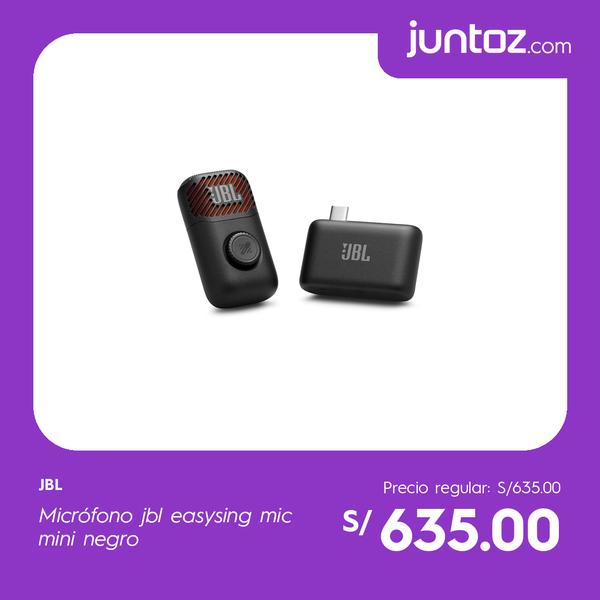 juntoz.com
JBL
JBL
JBL
Micrófono jbl easysing mic
mini negro
Precio regular: S/635.00
S/ 635.00